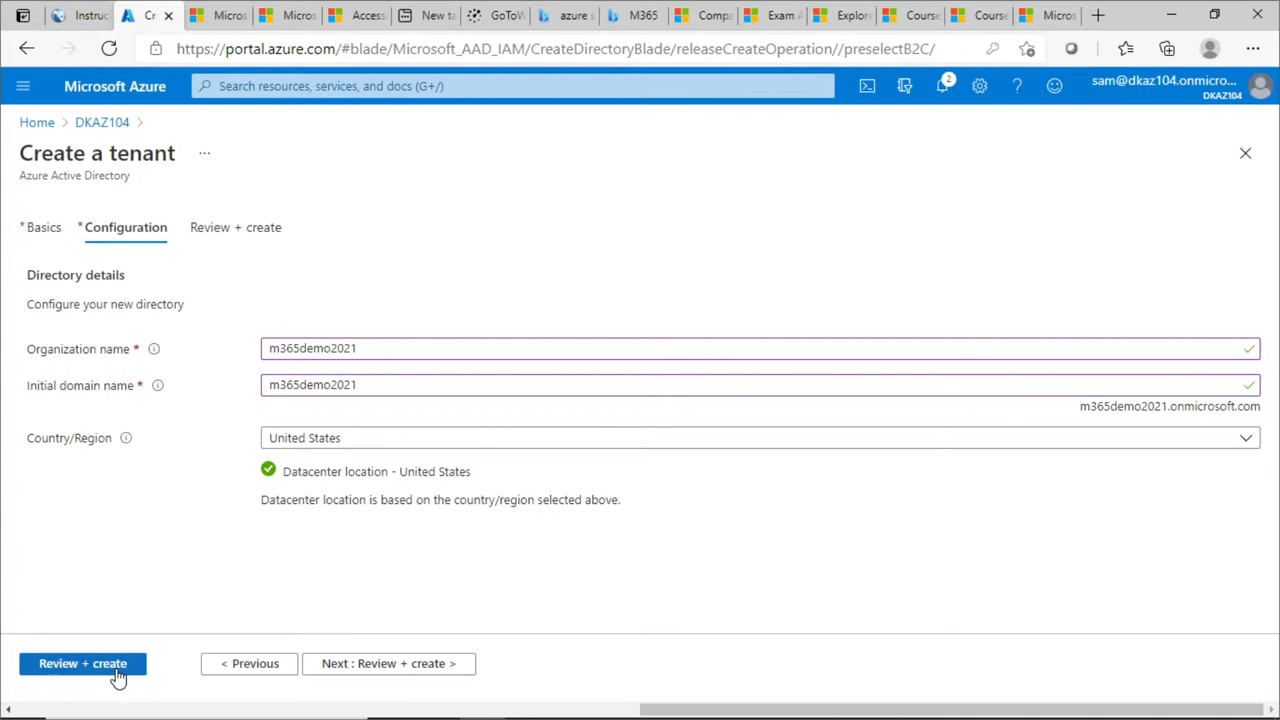 Instruc
Cr
Micros
Micros
Access
New ta
GoToW
azure s
M365
Compa
Exam A
Explor
Course
Course
Micros
https://portal.azure.com/#blade/Microsoft_AAD_IAM/CreateDirectoryBlade/releaseCreateOperation//preselectB2C/
Microsoft Azure
Search resources, services, and docs (G+/)
2
sam@dkaz104.onmicro...
DKAZ104
Home > DKAZ104 >
Create a tenant ...
Azure Active Directory
* Basics * Configuration Review + create
Directory details
Configure your new directory
Organization name * m365demo2021
Initial domain name * m365demo2021
m365demo2021.onmicrosoft.com
Country/Region United States
Datacenter location - United States
Datacenter location is based on the country/region selected above.
Review + create < Previous Next : Review + create >